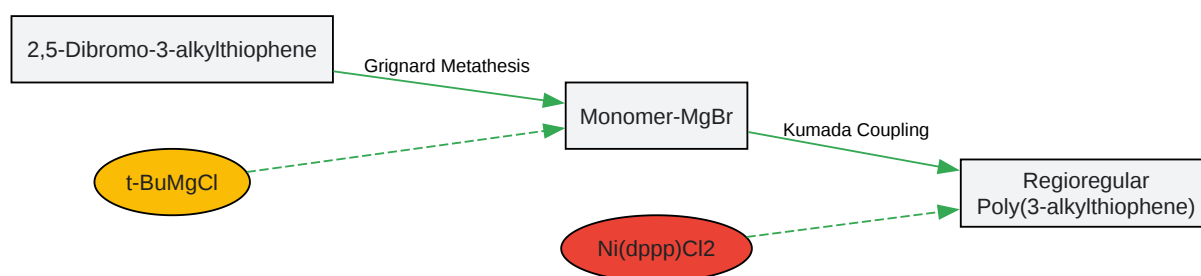 2,5-Dibromo-3-alkylthiophene
Grignard Metathesis
Monomer-MgBr
Kumada Coupling
t-BuMgCl
Regioregular
Poly(3-alkylthiophene)
Ni(dppp)Cl2